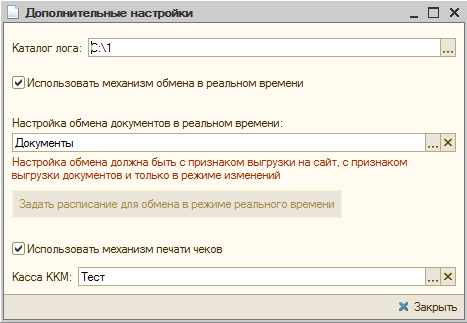 Дополнительные настройки
Каталог лога: C:\1 ...
Использовать механизм обмена в реальном времени
Настройка обмена документов в реальном времени:
Документы ...
Настройка обмена должна быть с признаком выгрузки на сайт, с признаком
выгрузки документов и только в режиме изменений
Задать расписание для обмена в режиме реального времени
Использовать механизм печати чеков
Касса ККМ: Тест ...
Закрыть